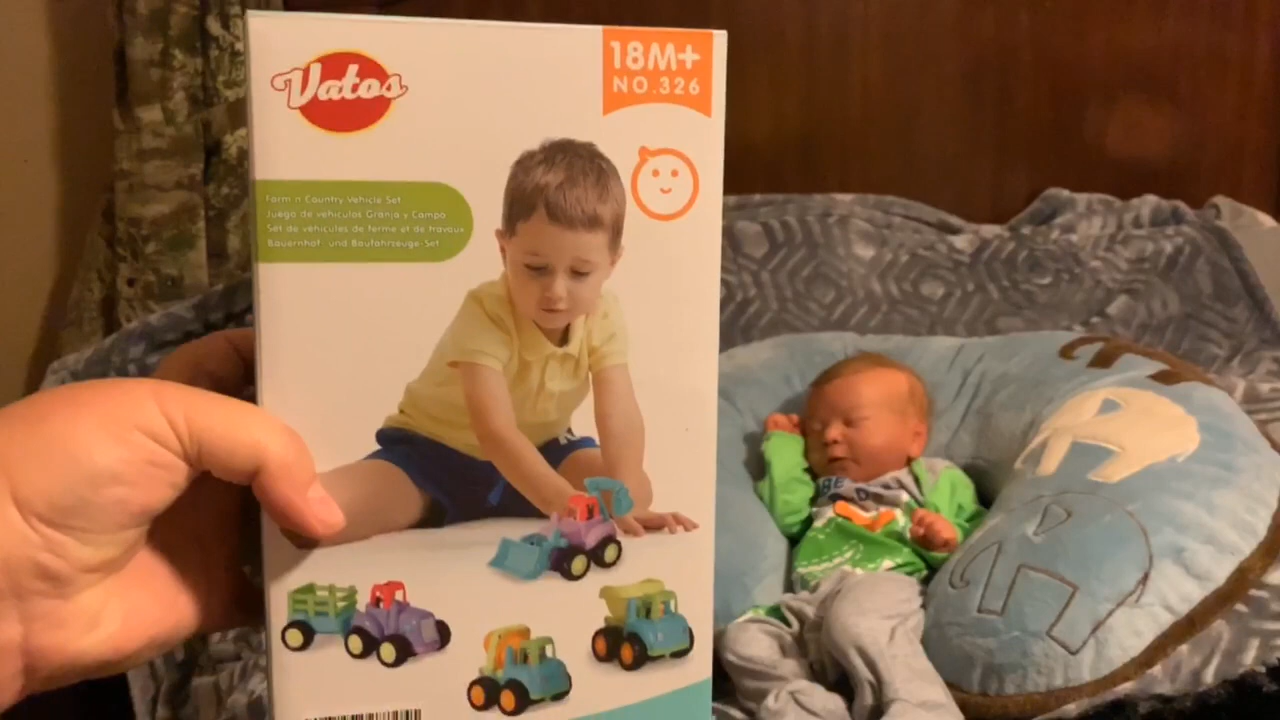 Vatos
18M+
NO.326
Farm n Country Vehicle Set
Juego de vehiculos Granja y Campo
Set de véhicules de ferme et de travaux
Bauernhof- und Baufahrzeuge-Set